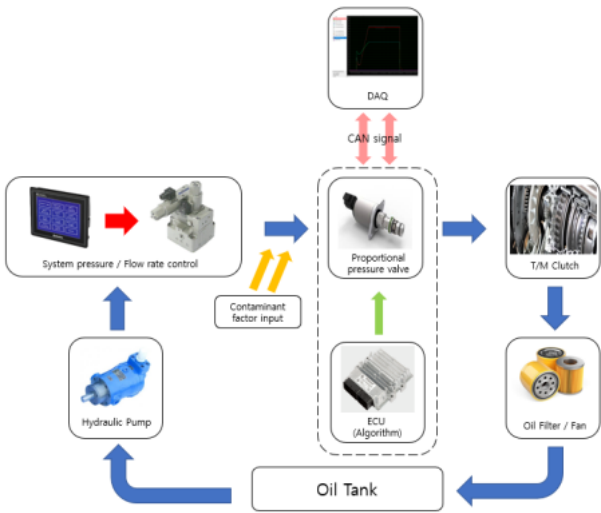 DAQ
CAN signal
System pressure / Flow rate control
Proportional
pressure valve
T/M Clutch
Contaminant
factor input
Hydraulic Pump
ECU
(Algorithm)
Oil Filter / Fan
Oil Tank